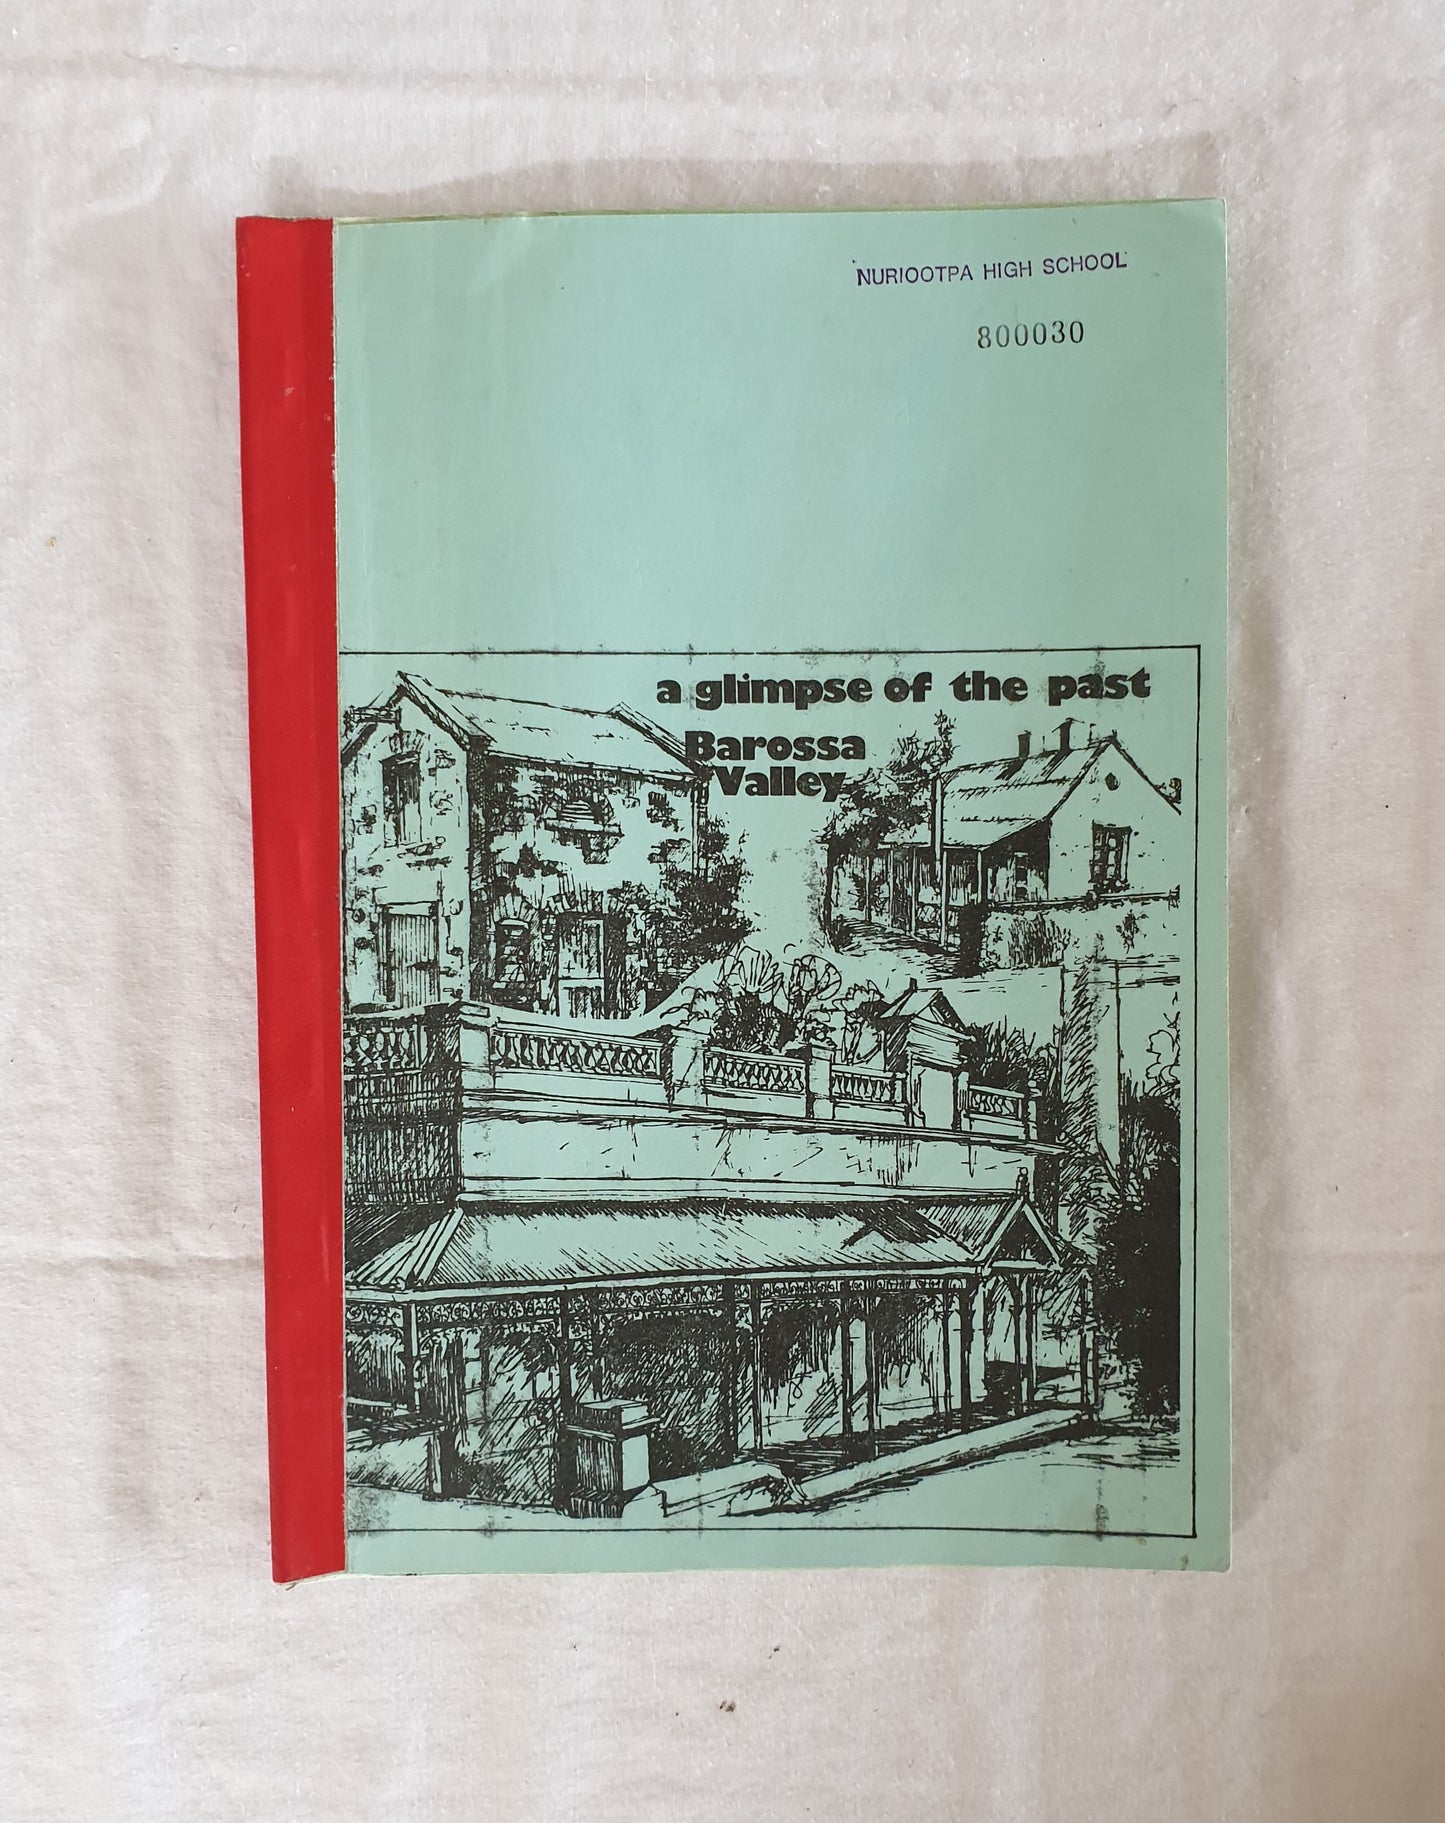 NURIOOTPA HIGH SCHOOL
800030
a glimpse of the past
Barossa
Valley